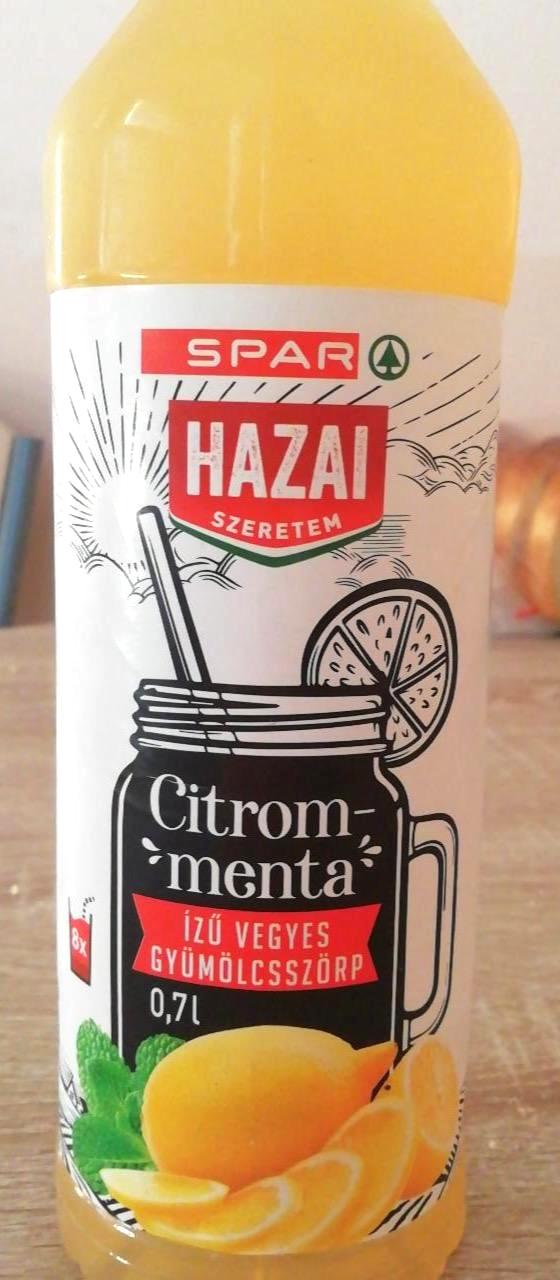 SPAR
HAZAI
SZERETEM
Citrom-
menta
ÍZŰ VEGYES
GYÜMÖLCSSZÖRP
8x
0,7l